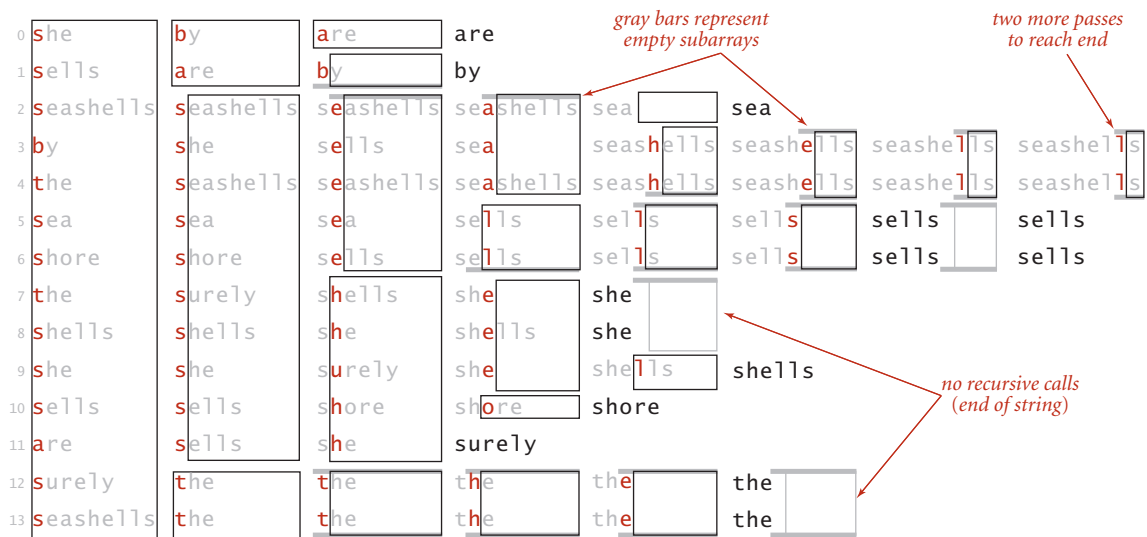 gray bars represent
empty subarrays
two more passes
to reach end
0 she by are are
1 sells are by by
2 seashells seashells seashells seashells sea sea
3 by she sells sea seashells seashells seashells seashells
4 the seashells seashells seashells seashells seashells seashells seashells
5 sea sea sea sells sells sells sells sells
6 shore shore sells sells sells sells sells sells
7 the surely shells she she
8 shells shells she shells she
9 she she surely she shells shells
10 sells sells shore shore shore
11 are sells she surely
no recursive calls
(end of string)
12 surely the the the the the
13 seashells the the the the the